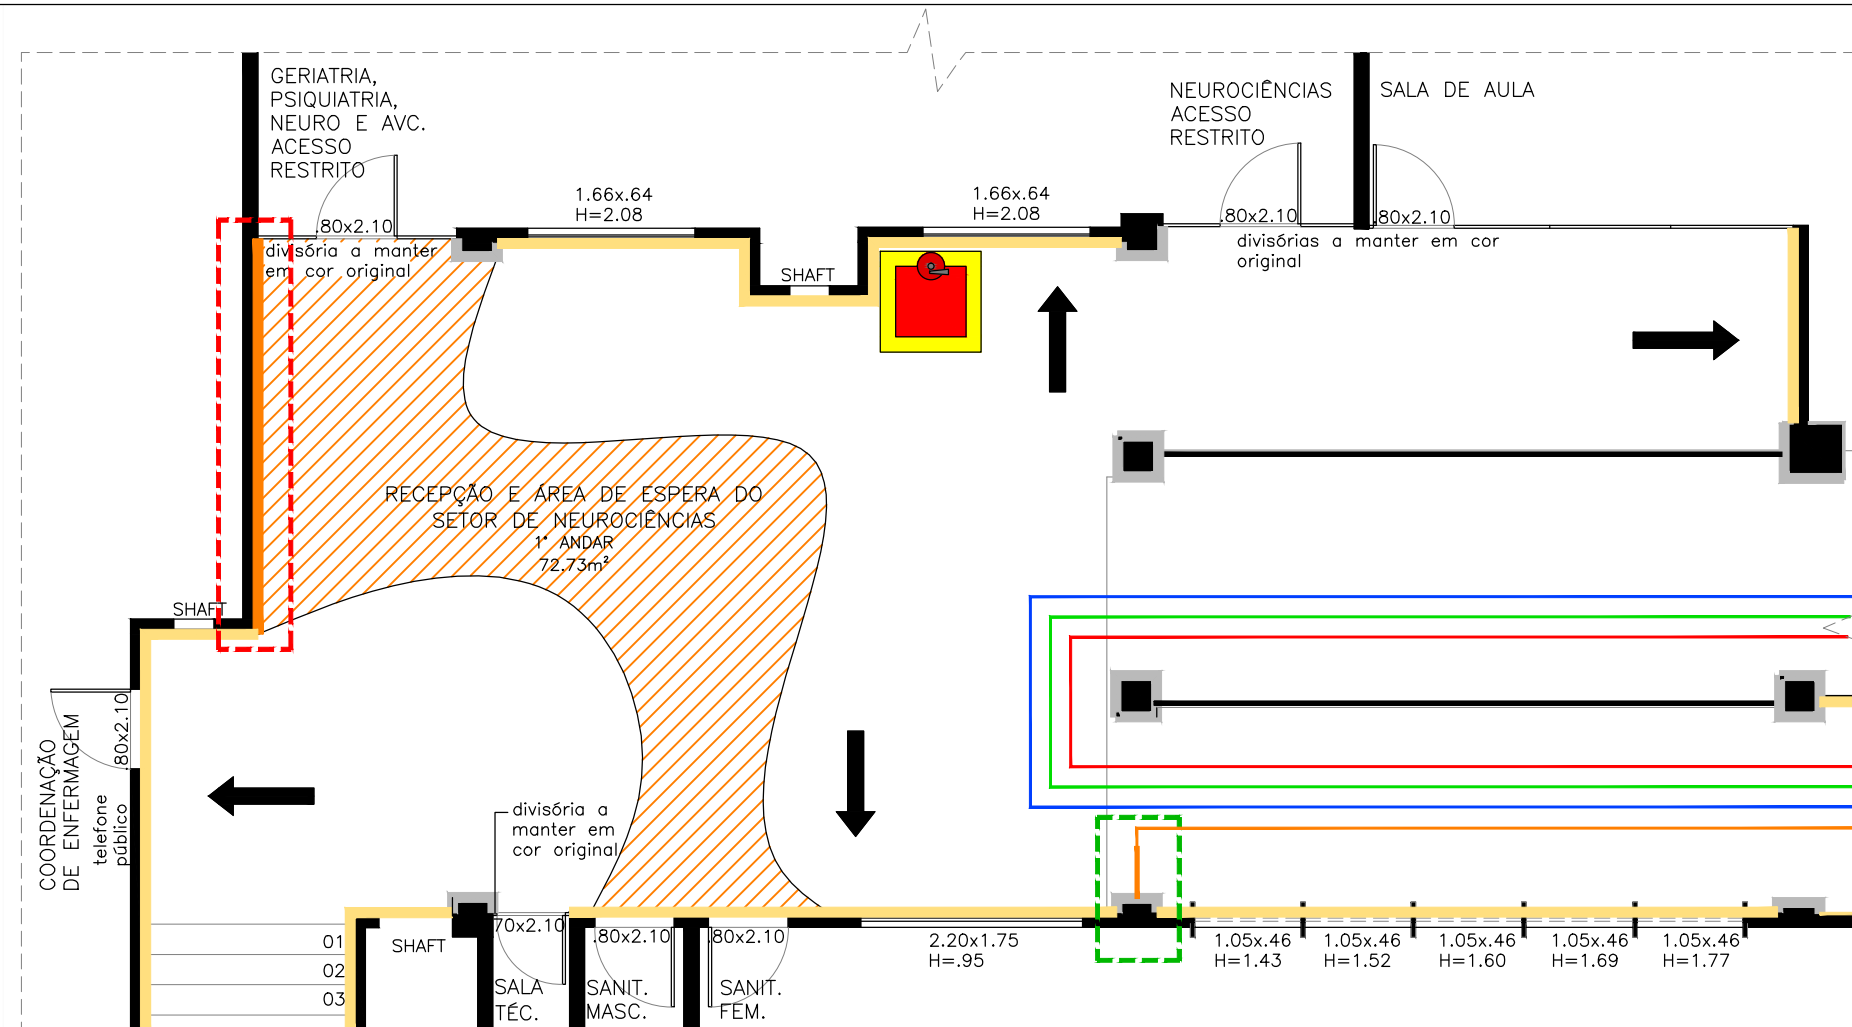 GERIATRIA,
PSIQUIATRIA,
NEURO E AVC.
ACESSO
RESTRITO
.80x2.10
divisória a manter
em cor original
1.66x.64
H=2.08
SHAFT
1.66x.64
H=2.08
NEUROCIÊNCIAS
ACESSO
RESTRITO
.80x2.10
SALA DE AULA
.80x2.10
divisórias a manter em cor
original
RECEPÇÃO E ÁREA DE ESPERA DO
SETOR DE NEUROCIÊNCIAS
1° ANDAR
72.73m²
SHAFT
.80x2.10
COORDENAÇÃO
DE ENFERMAGEM
telefone
público
divisória a
manter em
cor original
01
02
03
SHAFT
70x2.10
SALA
TÉC.
.80x2.10
SANIT.
MASC.
.80x2.10
SANIT.
FEM.
2.20x1.75
H=.95
1.05x.46
H=1.43
1.05x.46
H=1.52
1.05x.46
H=1.60
1.05x.46
H=1.69
1.05x.46
H=1.77